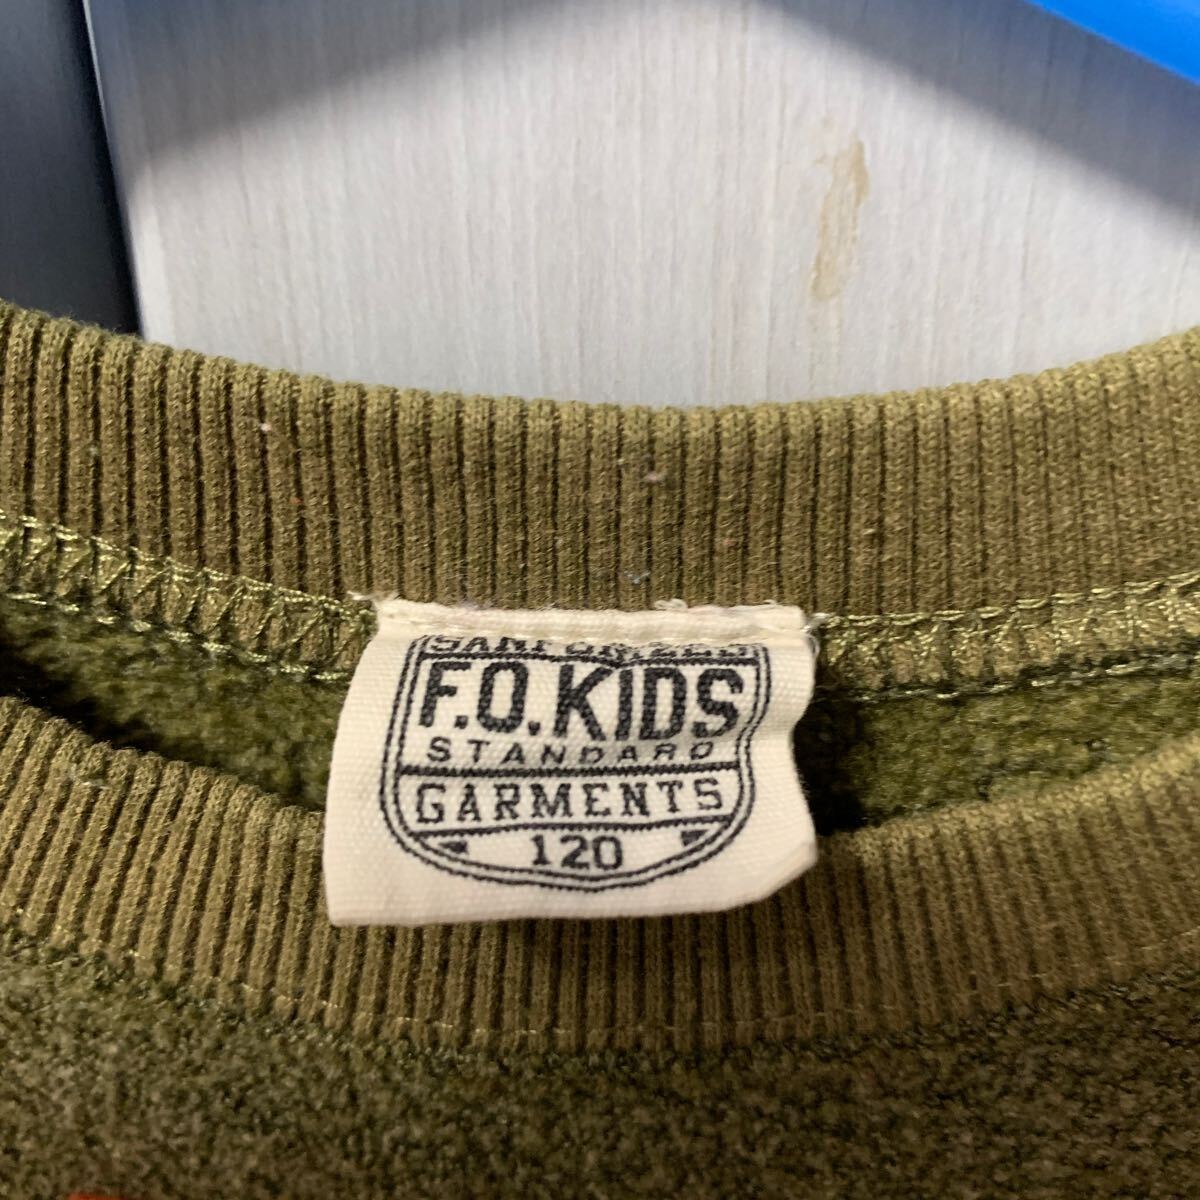 F.O.KIDS
STANDARD
GARMENTS
120